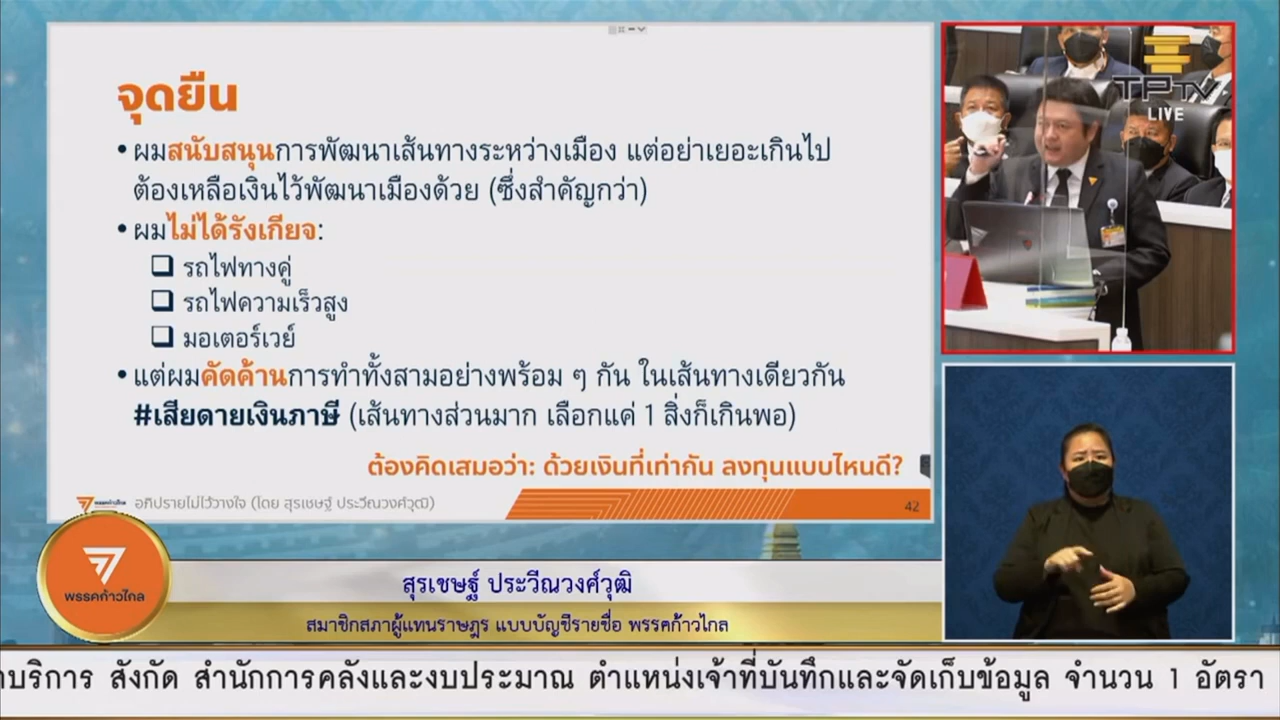 จุดยืน
• ผมสนับสนุนการพัฒนาเส้นทางระหว่างเมือง แต่อย่าเยอะเกินไป
ต้องเหลือเงินไว้พัฒนาเมืองด้วย (ซึ่งสำคัญกว่า)
• ผมไม่ได้รังเกียจ:
❑ รถไฟทางคู่
❑ รถไฟความเร็วสูง
❑ มอเตอร์เวย์
• แต่ผมคัดค้านการทำทั้งสามอย่างพร้อม ๆ กัน ในเส้นทางเดียวกัน
#เสียดายเงินภาษี (เส้นทางส่วนมาก เลือกแค่ 1 สิ่งก็เกินพอ)
ต้องคิดเสมอว่า: ด้วยเงินที่เท่ากัน ลงทุนแบบไหนดี?
พรรคก้าวไกล อภิปรายไม่ไว้วางใจ (โดย สุรเชษฐ์ ประวีณวงศ์วุฒิ)
42
TPTV
LIVE
พรรคก้าวไกล
สุรเชษฐ์ ประวีณวงศ์วุฒิ
สมาชิกสภาผู้แทนราษฎร แบบบัญชีรายชื่อ พรรคก้าวไกล
บริการ สังกัด สำนักการคลังและงบประมาณ ตำแหน่งเจ้าที่บันทึกและจัดเก็บข้อมูล จำนวน 1 อัตรา